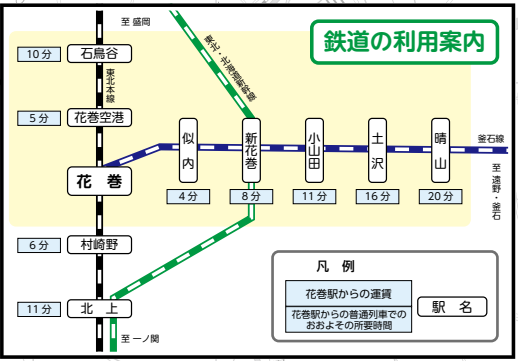 鉄道の利用案内
至 盛岡
東北・北海道新幹線
10分
石鳥谷
東北本線
5分
花巻空港
花巻
似内
新花巻
小山田
土沢
晴山
釜石線
至 遠野・釜石
4分
8分
11分
16分
20分
6分
村崎野
11分
北上
至 一ノ関
凡例
花巻駅からの運賃
花巻駅からの普通列車での
おおよその所要時間
駅名